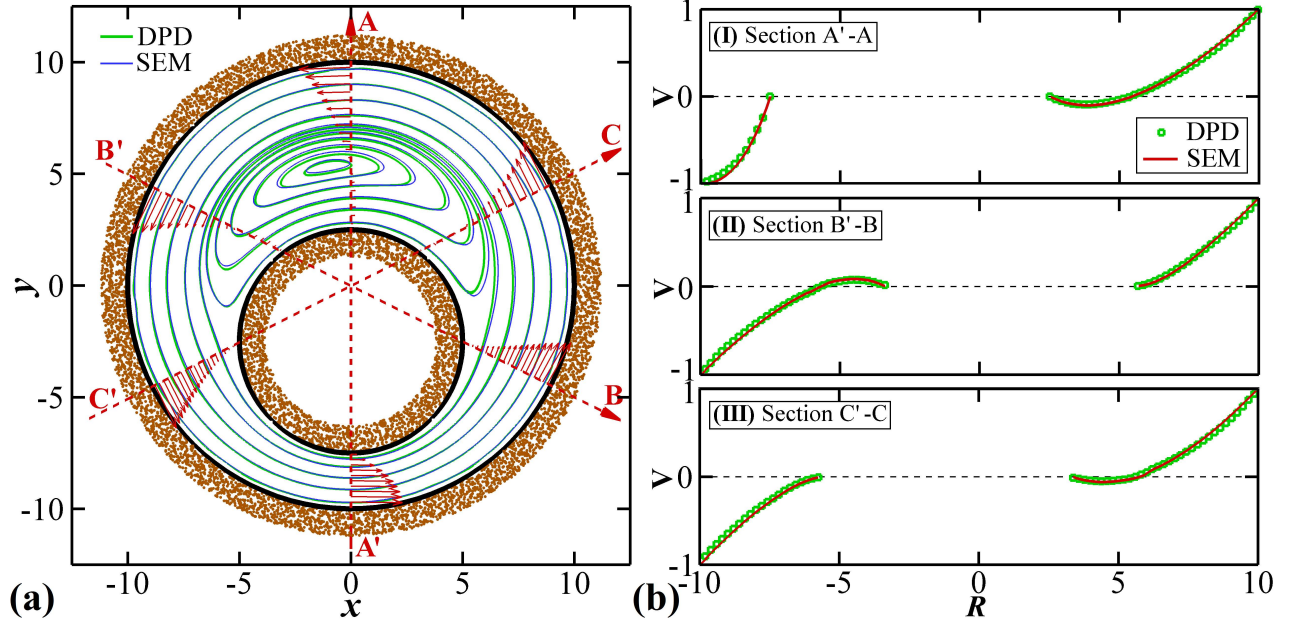 DPD
SEM
A
B'
C
C'
B
A'
10
5
0
-5
-10
y
-10
-5
0
5
10
x
(a)
1
0
-1
V
(I) Section A'-A
DPD
SEM
1
0
-1
V
(II) Section B'-B
1
0
-1
V
(III) Section C'-C
-10
-5
0
5
10
R
(b)